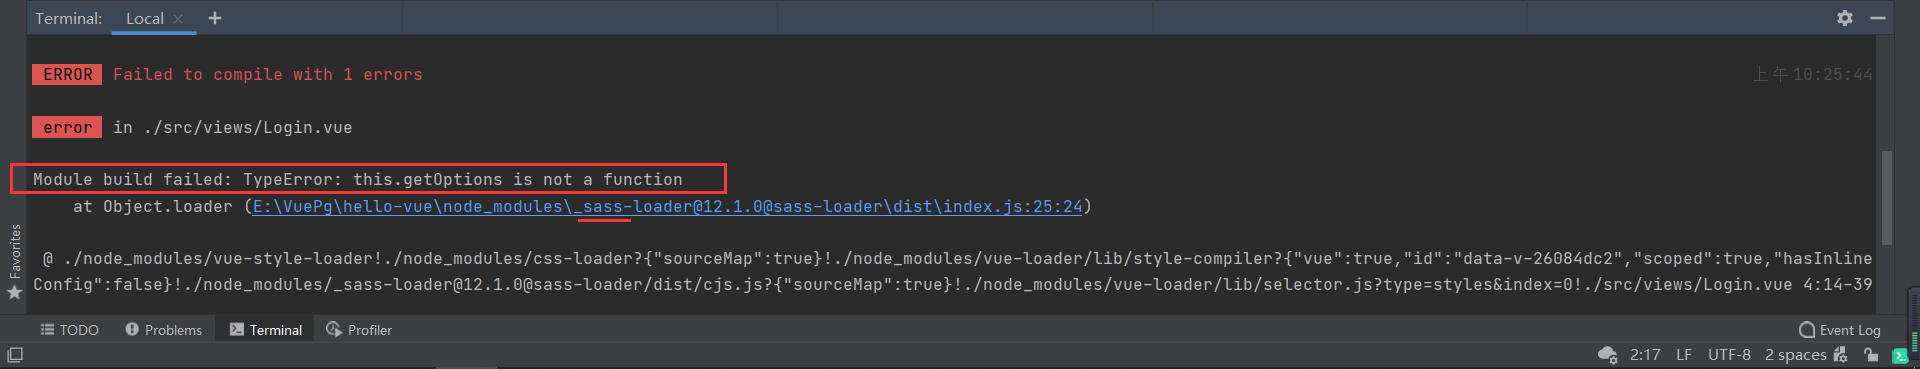 Terminal: Local × +
ERROR Failed to compile with 1 errors 上午10:25:44
error in ./src/views/Login.vue
Module build failed: TypeError: this.getOptions is not a function
at Object.loader (E:\VuePg\hello-vue\node_modules\_sass-loader@12.1.0@sass-loader\dist\index.js:25:24)
@ ./node_modules/vue-style-loader!./node_modules/css-loader?{"sourceMap":true}!./node_modules/vue-loader/lib/style-compiler?{"vue":true,"id":"data-v-26084dc2","scoped":true,"hasInline
Config":false}!./node_modules/_sass-loader@12.1.0@sass-loader/dist/cjs.js?{"sourceMap":true}!./node_modules/vue-loader/lib/selector.js?type=styles&index=0!./src/views/Login.vue 4:14-39
Favorites
TODO Problems Terminal Profiler Event Log
2:17 LF UTF-8 2 spaces